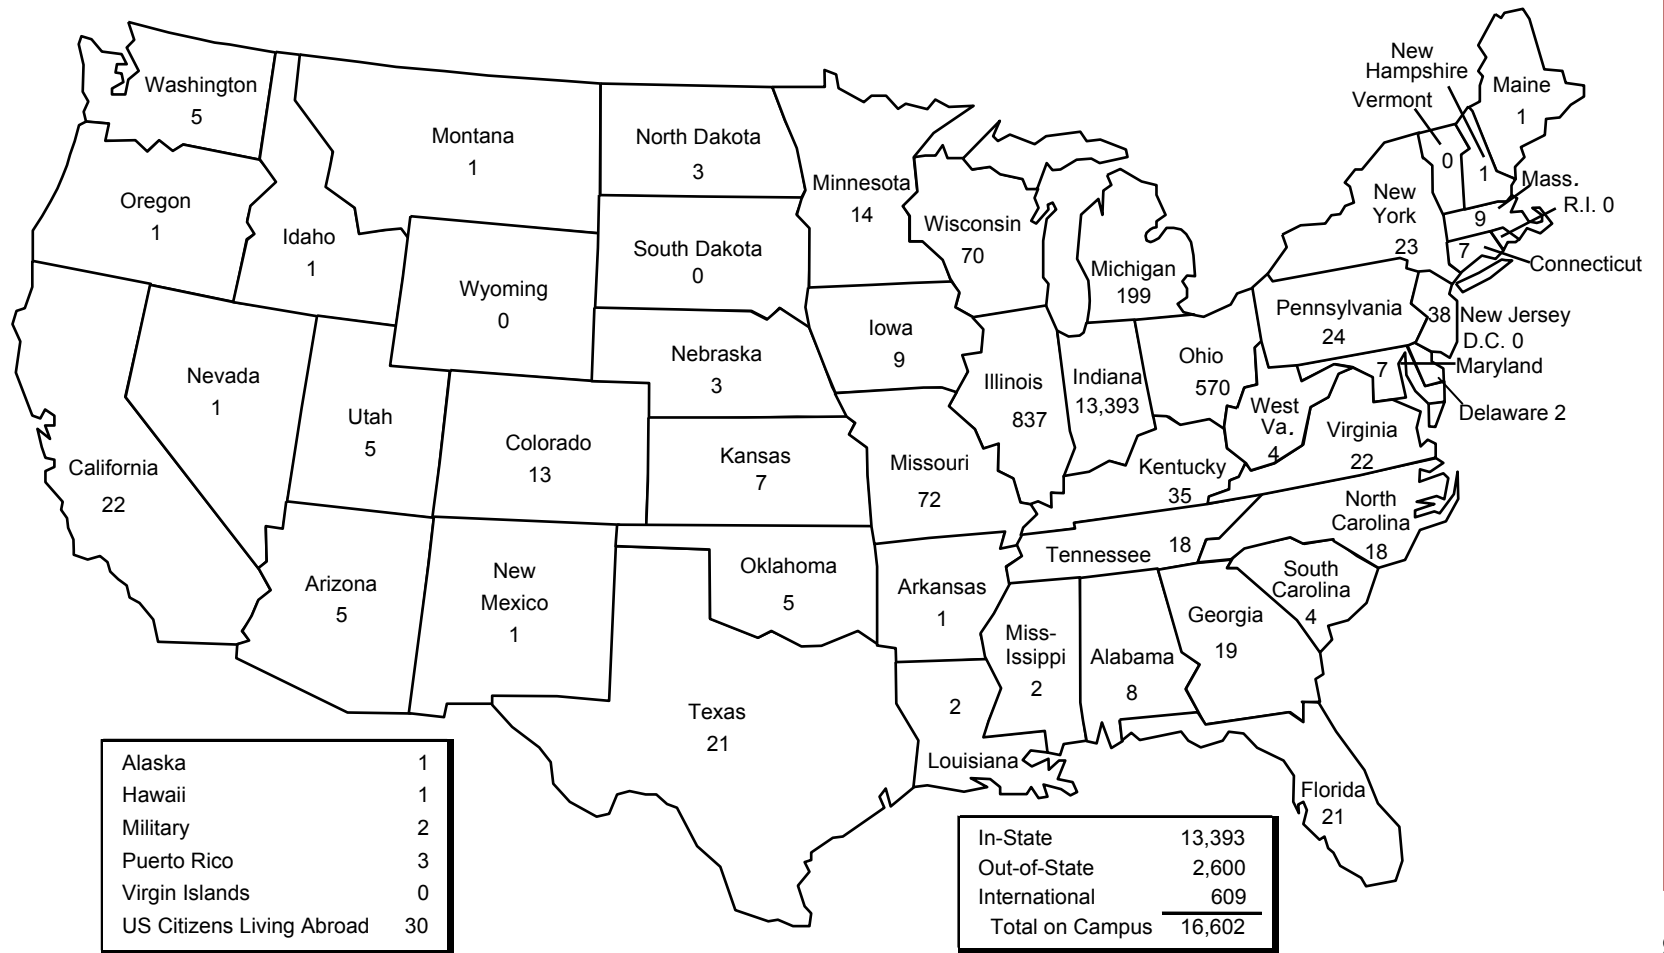 Washington
5
Oregon
1
Idaho
1
Montana
1
Wyoming
0
North Dakota
3
South Dakota
0
Nebraska
3
Kansas
7
Oklahoma
5
Texas
21
California
22
Nevada
1
Utah
5
Colorado
13
Arizona
5
New
Mexico
1
Minnesota
14
Iowa
9
Missouri
72
Arkansas
1
2
Louisiana
Wisconsin
70
Illinois
837
Michigan
199
Indiana
13,393
Ohio
570
Kentucky
35
Tennessee 18
Miss-
Issippi
2
Alabama
8
Georgia
19
Florida
21
South
Carolina
4
North
Carolina
18
Virginia
22
West
Va.
4
Pennsylvania
24
New
York
23
New
Hampshire
1
Vermont
0
Maine
1
Mass.
9
R.I. 0
7
Connecticut
38 New Jersey
D.C. 0
7 Maryland
Delaware 2
Alaska 1
Hawaii 1
Military 2
Puerto Rico 3
Virgin Islands 0
US Citizens Living Abroad 30
In-State 13,393
Out-of-State 2,600
International 609
Total on Campus 16,602